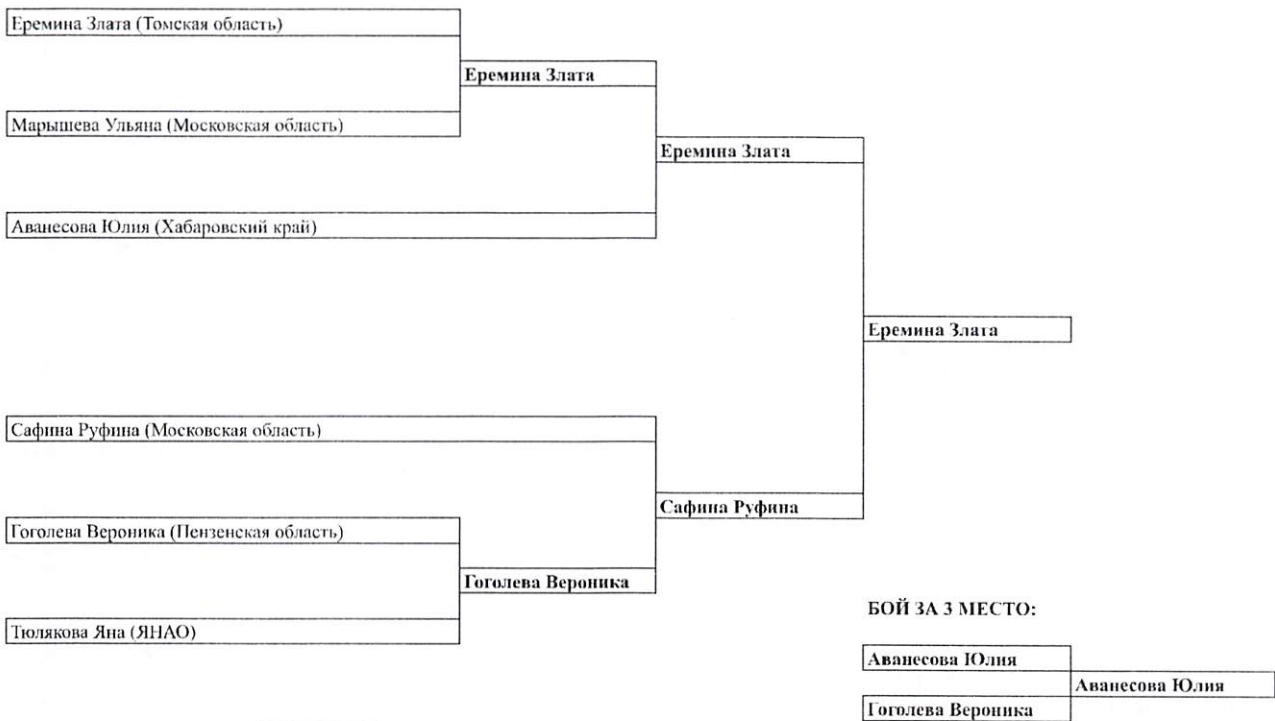 Еремина Злата (Томская область)
Еремина Злата
Марышева Ульяна (Московская область)
Еремина Злата
Аванесова Юлия (Хабаровский край)
Еремина Злата
Сафина Руфина (Московская область)
Сафина Руфина
Гоголева Вероника (Пензенская область)
Гоголева Вероника
Тюлякова Яна (ЯНАО)
БОЙ ЗА 3 МЕСТО:
Аванесова Юлия
Аванесова Юлия
Гоголева Вероника